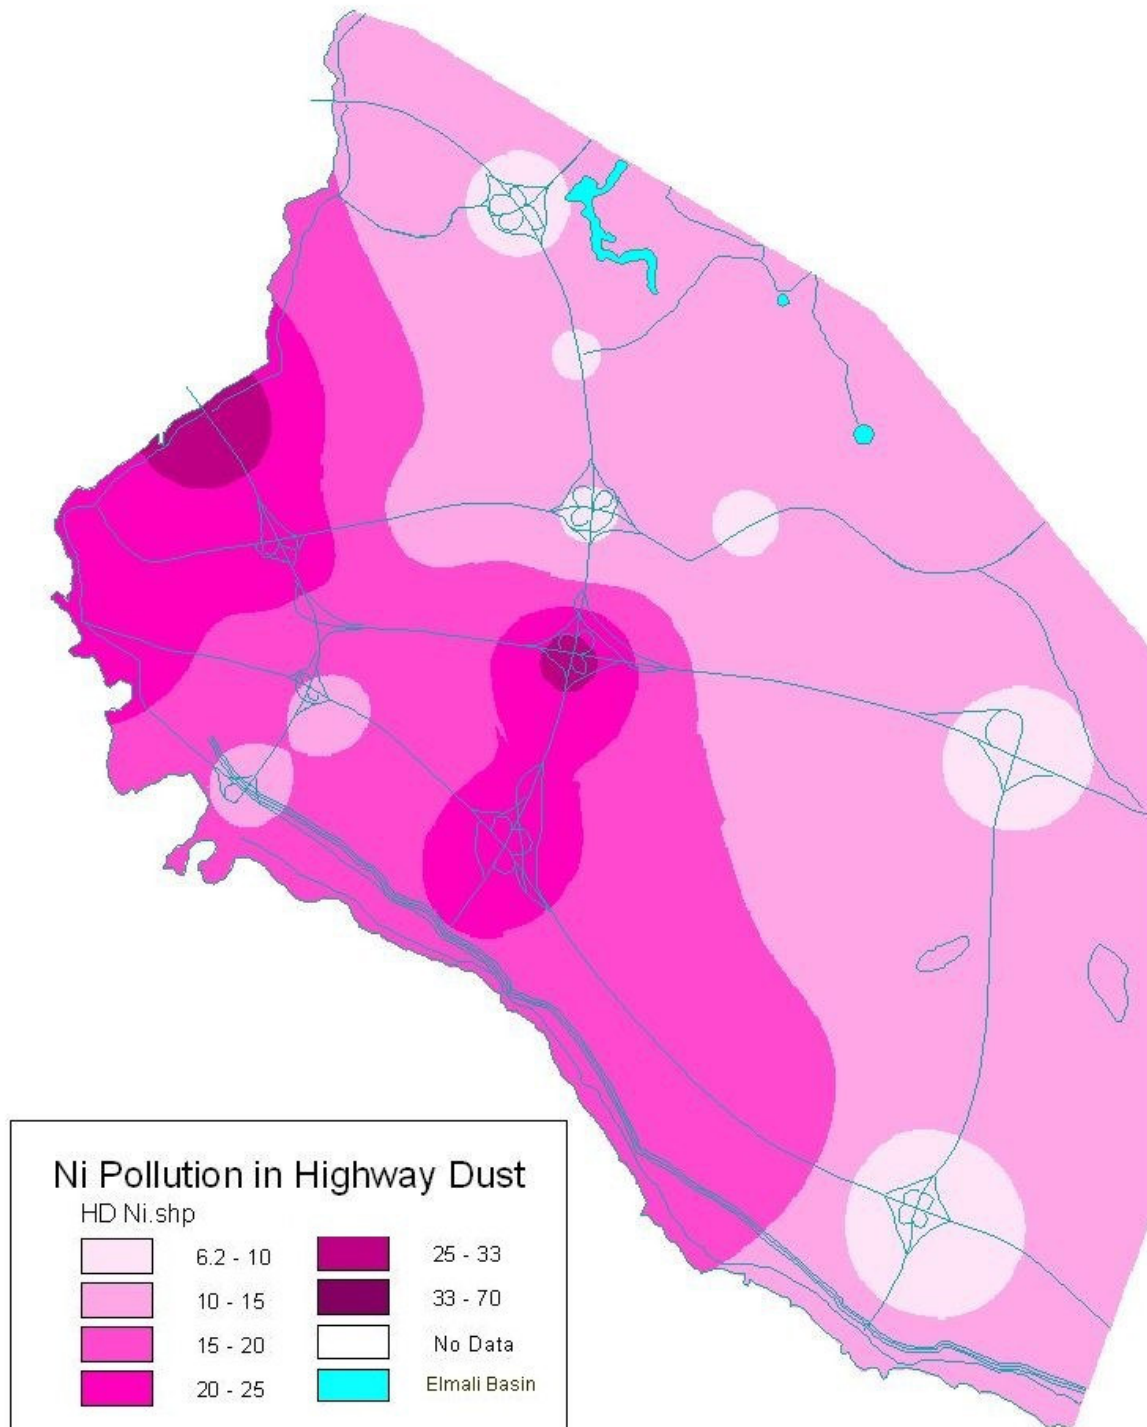 Ni Pollution in Highway Dust
HD Ni.shp
6.2 - 10
10 - 15
15 - 20
20 - 25
25 - 33
33 - 70
No Data
Elmali Basin